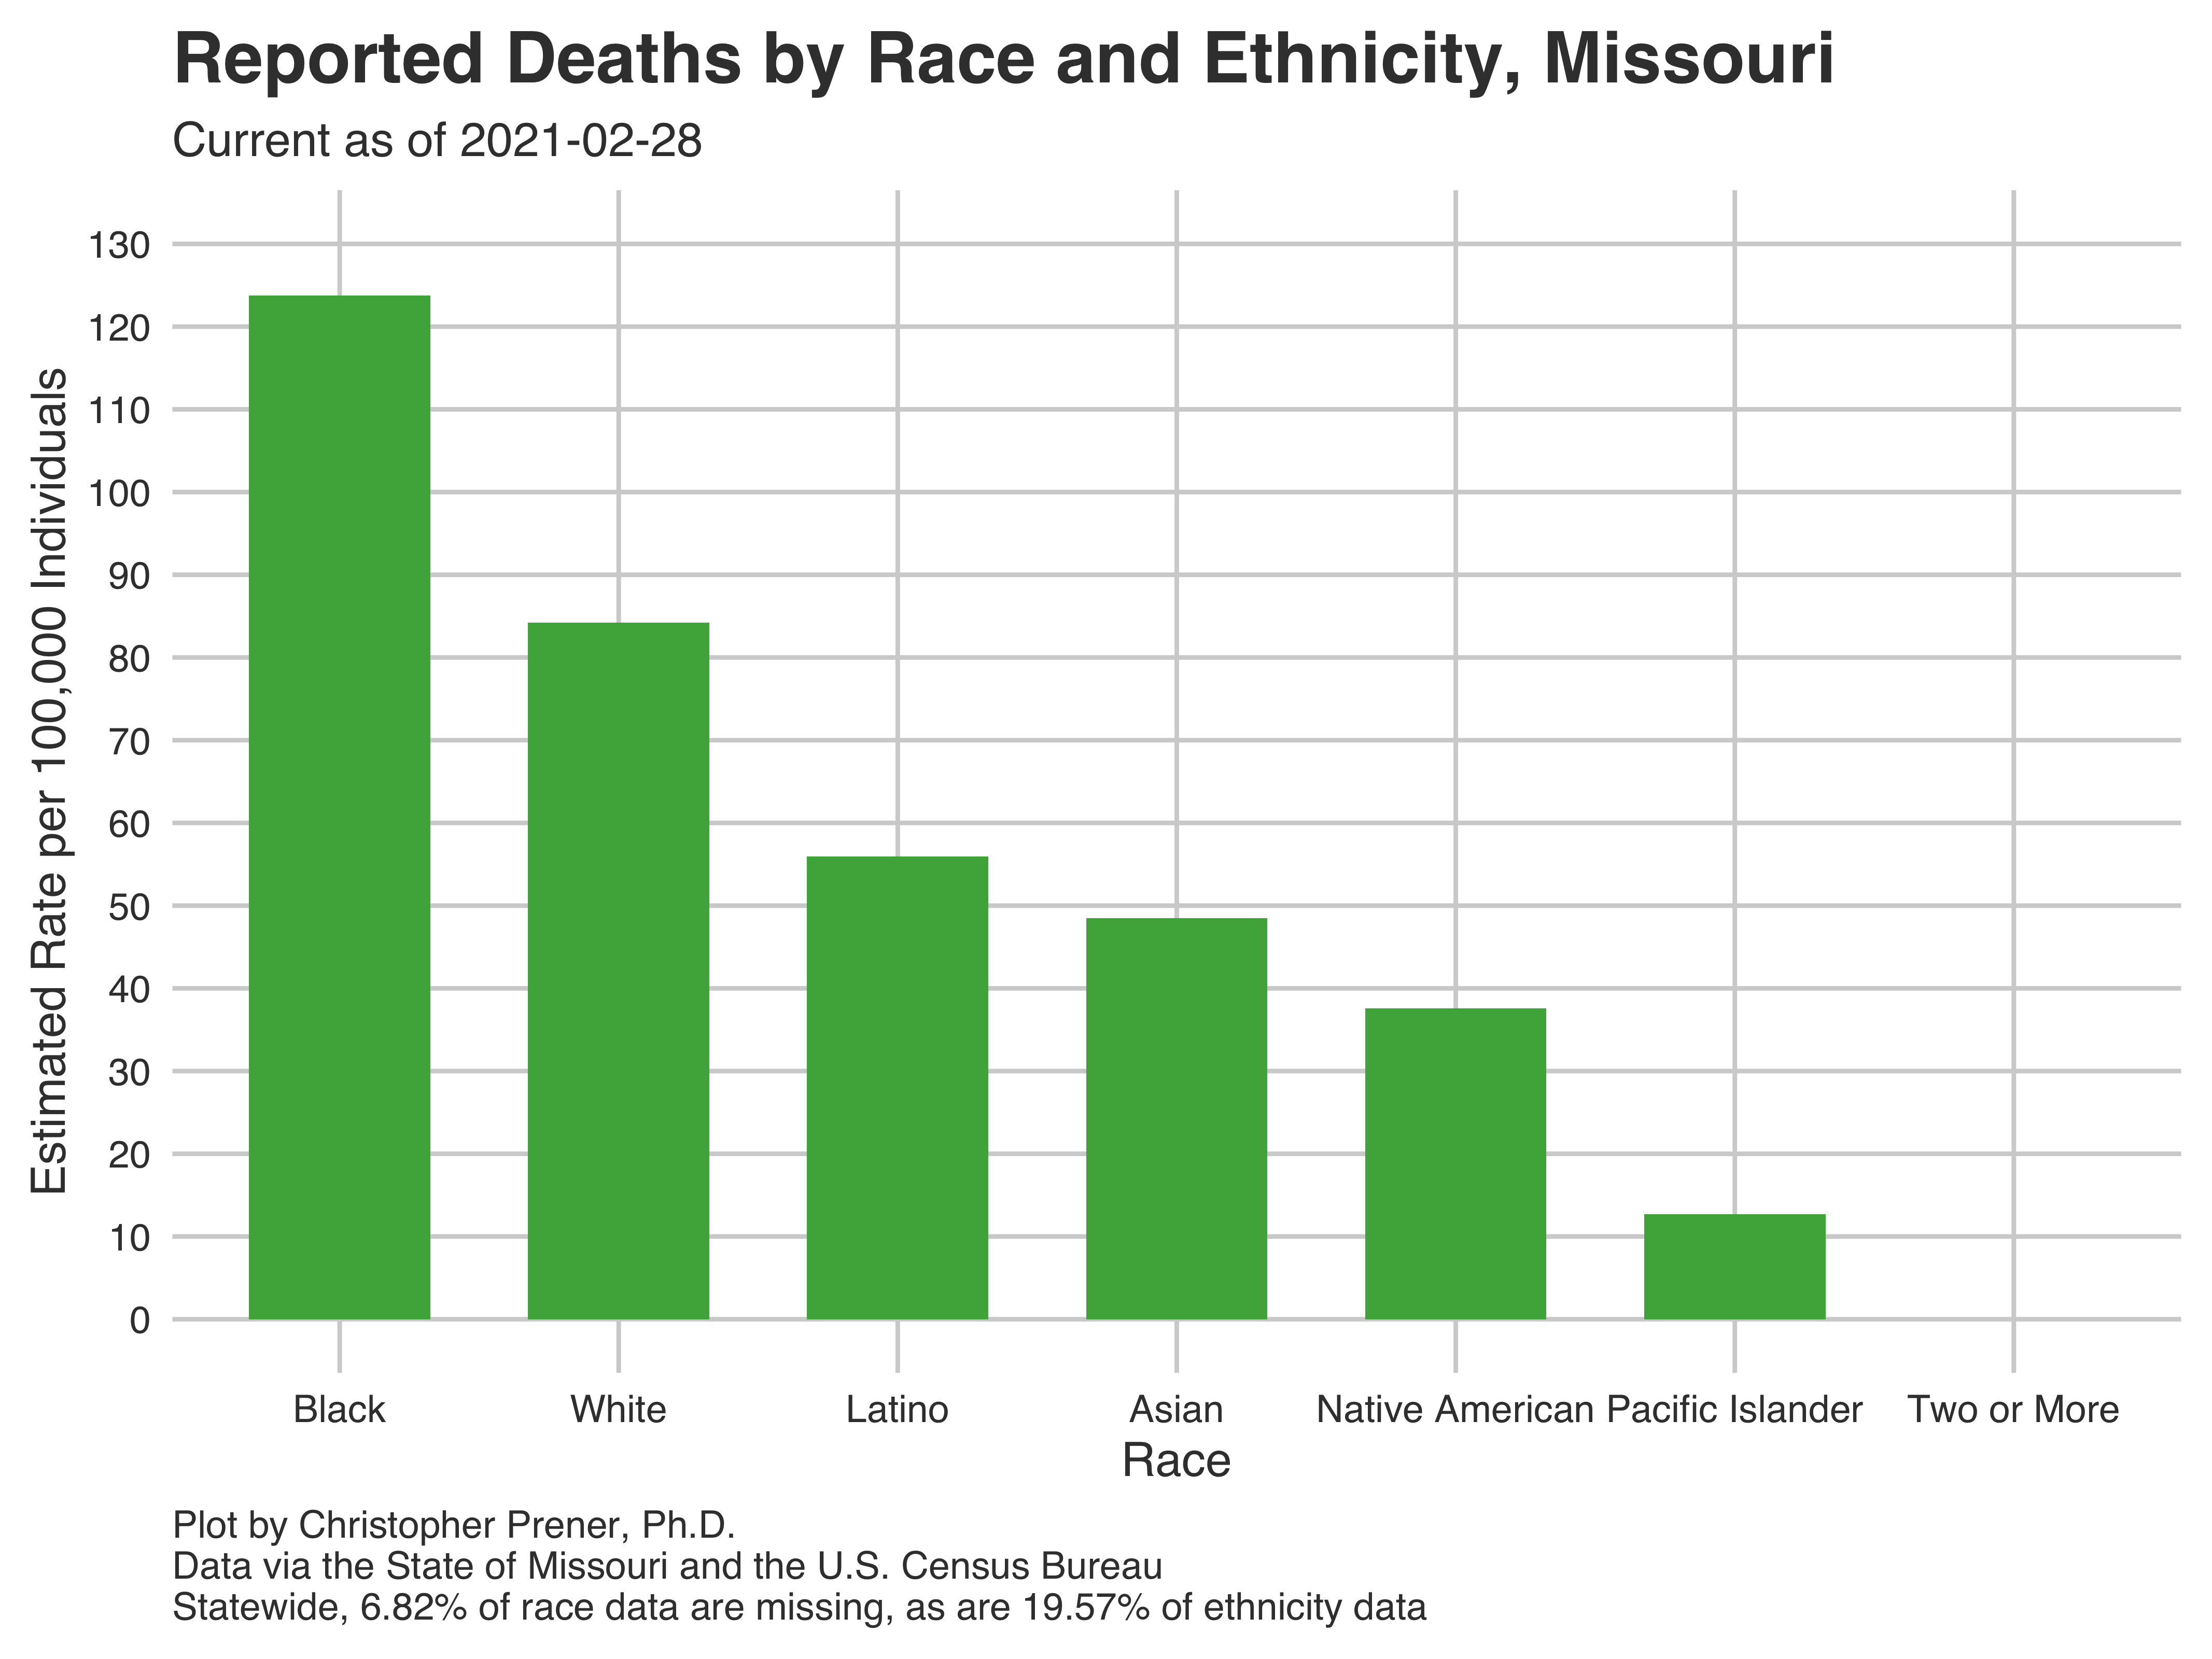 Reported Deaths by Race and Ethnicity, Missouri
Current as of 2021-02-28
Estimated Rate per 100,000 Individuals
130
120
110
100
90
80
70
60
50
40
30
20
10
0
Black White Latino Asian Native American Pacific Islander Two or More
Race
Plot by Christopher Prener, Ph.D.
Data via the State of Missouri and the U.S. Census Bureau
Statewide, 6.82% of race data are missing, as are 19.57% of ethnicity data